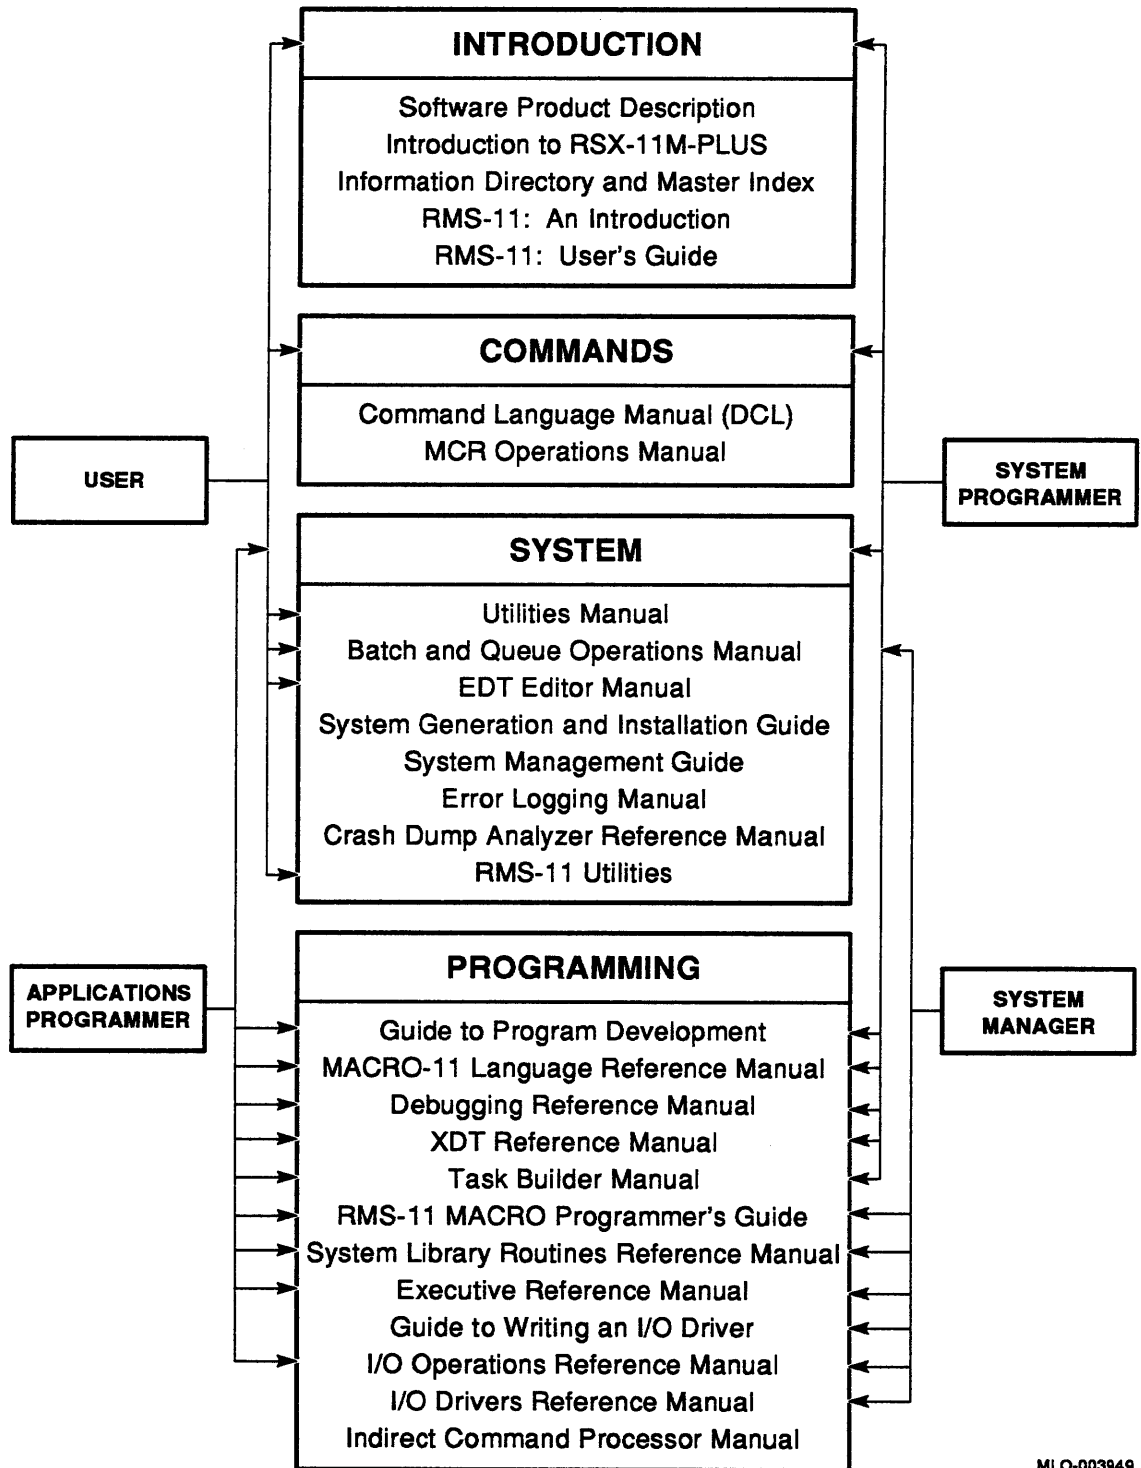 INTRODUCTION
Software Product Description
Introduction to RSX-11M-PLUS
Information Directory and Master Index
RMS-11: An Introduction
RMS-11: User's Guide
COMMANDS
Command Language Manual (DCL)
MCR Operations Manual
USER
SYSTEM
PROGRAMMER
SYSTEM
Utilities Manual
Batch and Queue Operations Manual
EDT Editor Manual
System Generation and Installation Guide
System Management Guide
Error Logging Manual
Crash Dump Analyzer Reference Manual
RMS-11 Utilities
APPLICATIONS
PROGRAMMER
SYSTEM
MANAGER
PROGRAMMING
Guide to Program Development
MACRO-11 Language Reference Manual
Debugging Reference Manual
XDT Reference Manual
Task Builder Manual
RMS-11 MACRO Programmer's Guide
System Library Routines Reference Manual
Executive Reference Manual
Guide to Writing an I/O Driver
I/O Operations Reference Manual
I/O Drivers Reference Manual
Indirect Command Processor Manual
MLO-003949